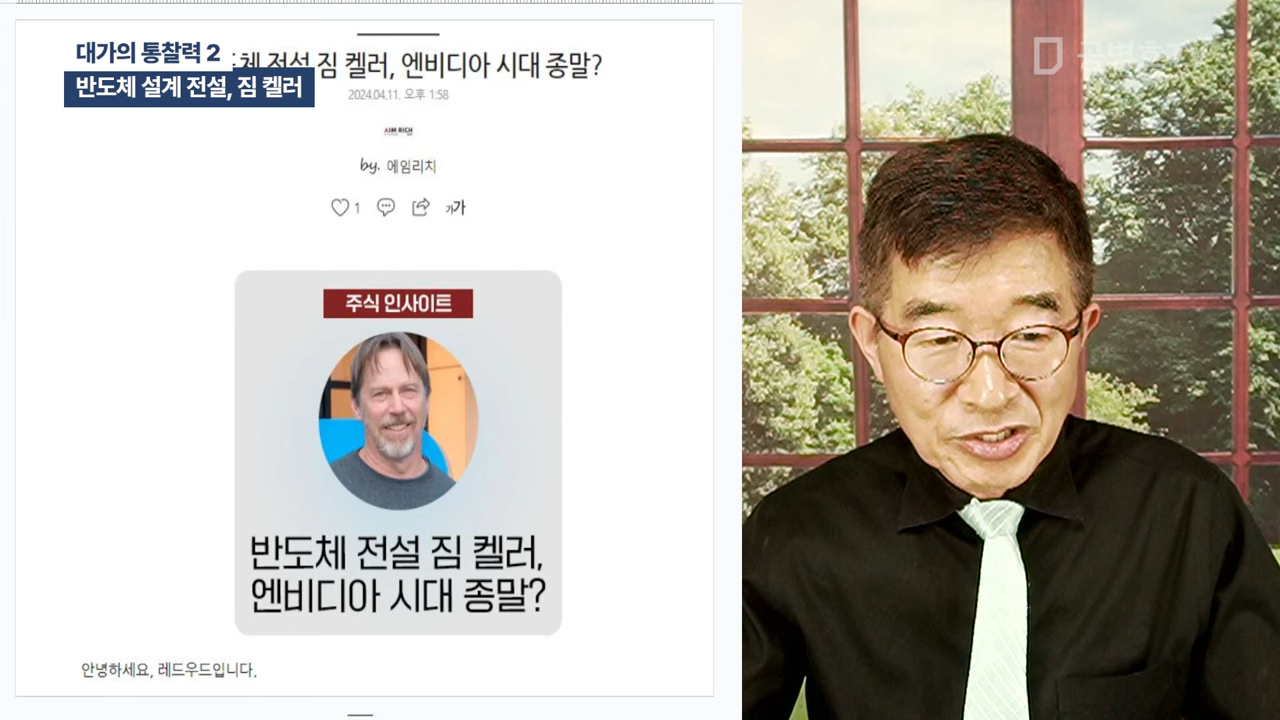 대가의 통찰력 2
반도체 설계 전설, 짐 켈러
전설 짐 켈러, 엔비디아 시대 종말?
2024.04.11. 오후 1:58
AIM RICH
by. 에임리치
1
가가
주식 인사이트
반도체 전설 짐 켈러,
엔비디아 시대 종말?
안녕하세요, 레드우드입니다.